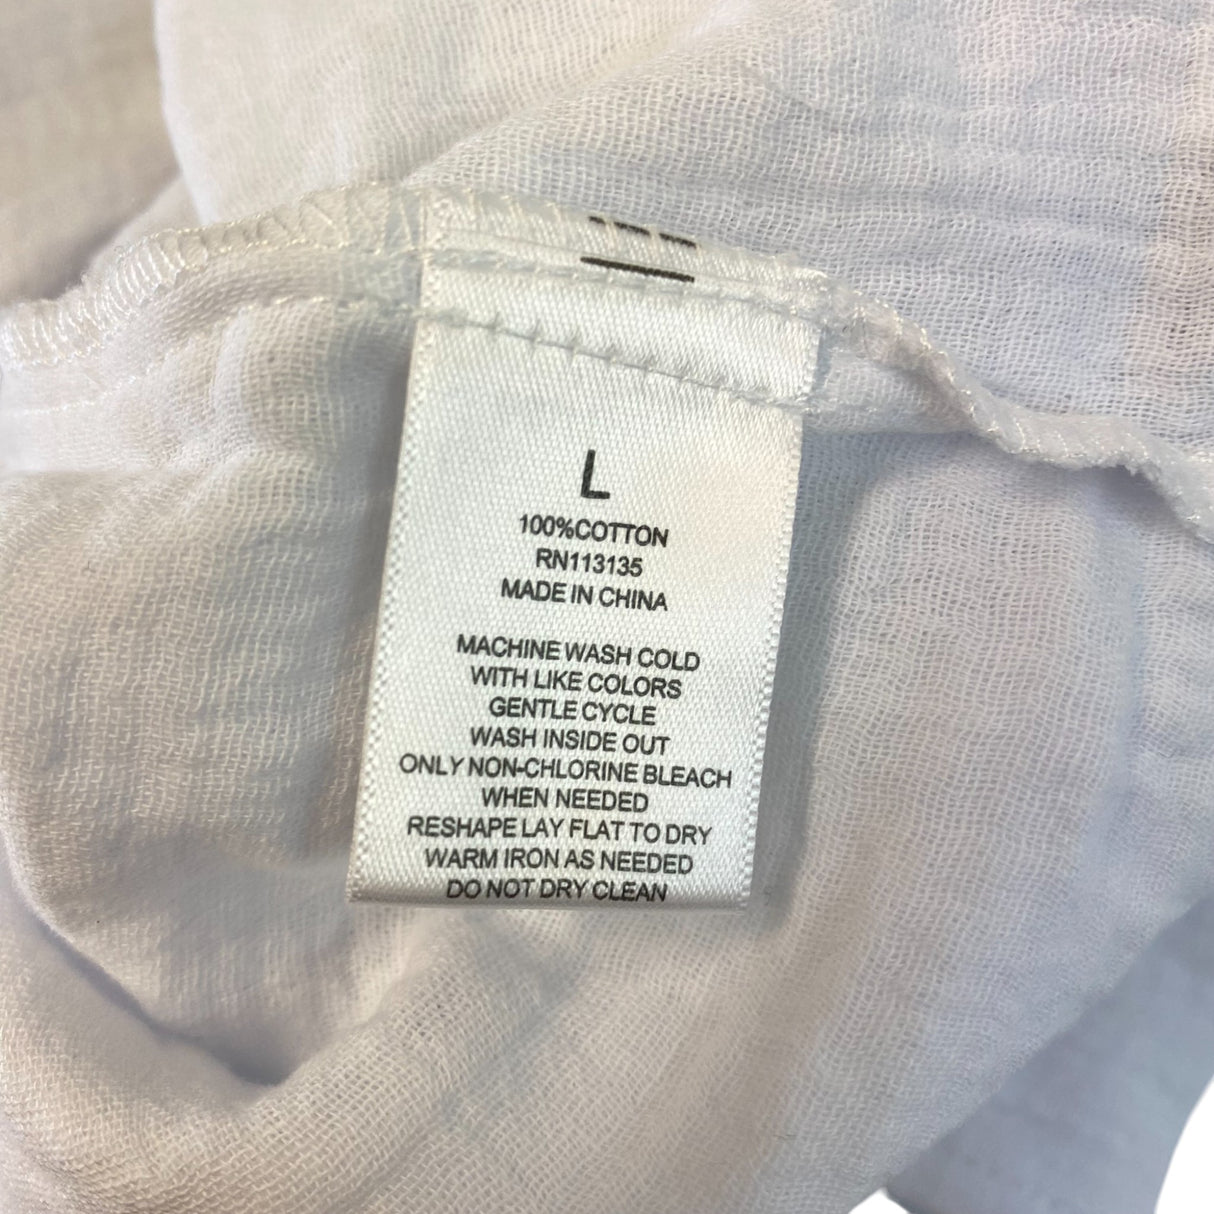 L
100%COTTON
RN113135
MADE IN CHINA
MACHINE WASH COLD
WITH LIKE COLORS
GENTLE CYCLE
WASH INSIDE OUT
ONLY NON-CHLORINE BLEACH
WHEN NEEDED
RESHAPE LAY FLAT TO DRY
WARM IRON AS NEEDED
DO NOT DRY CLEAN